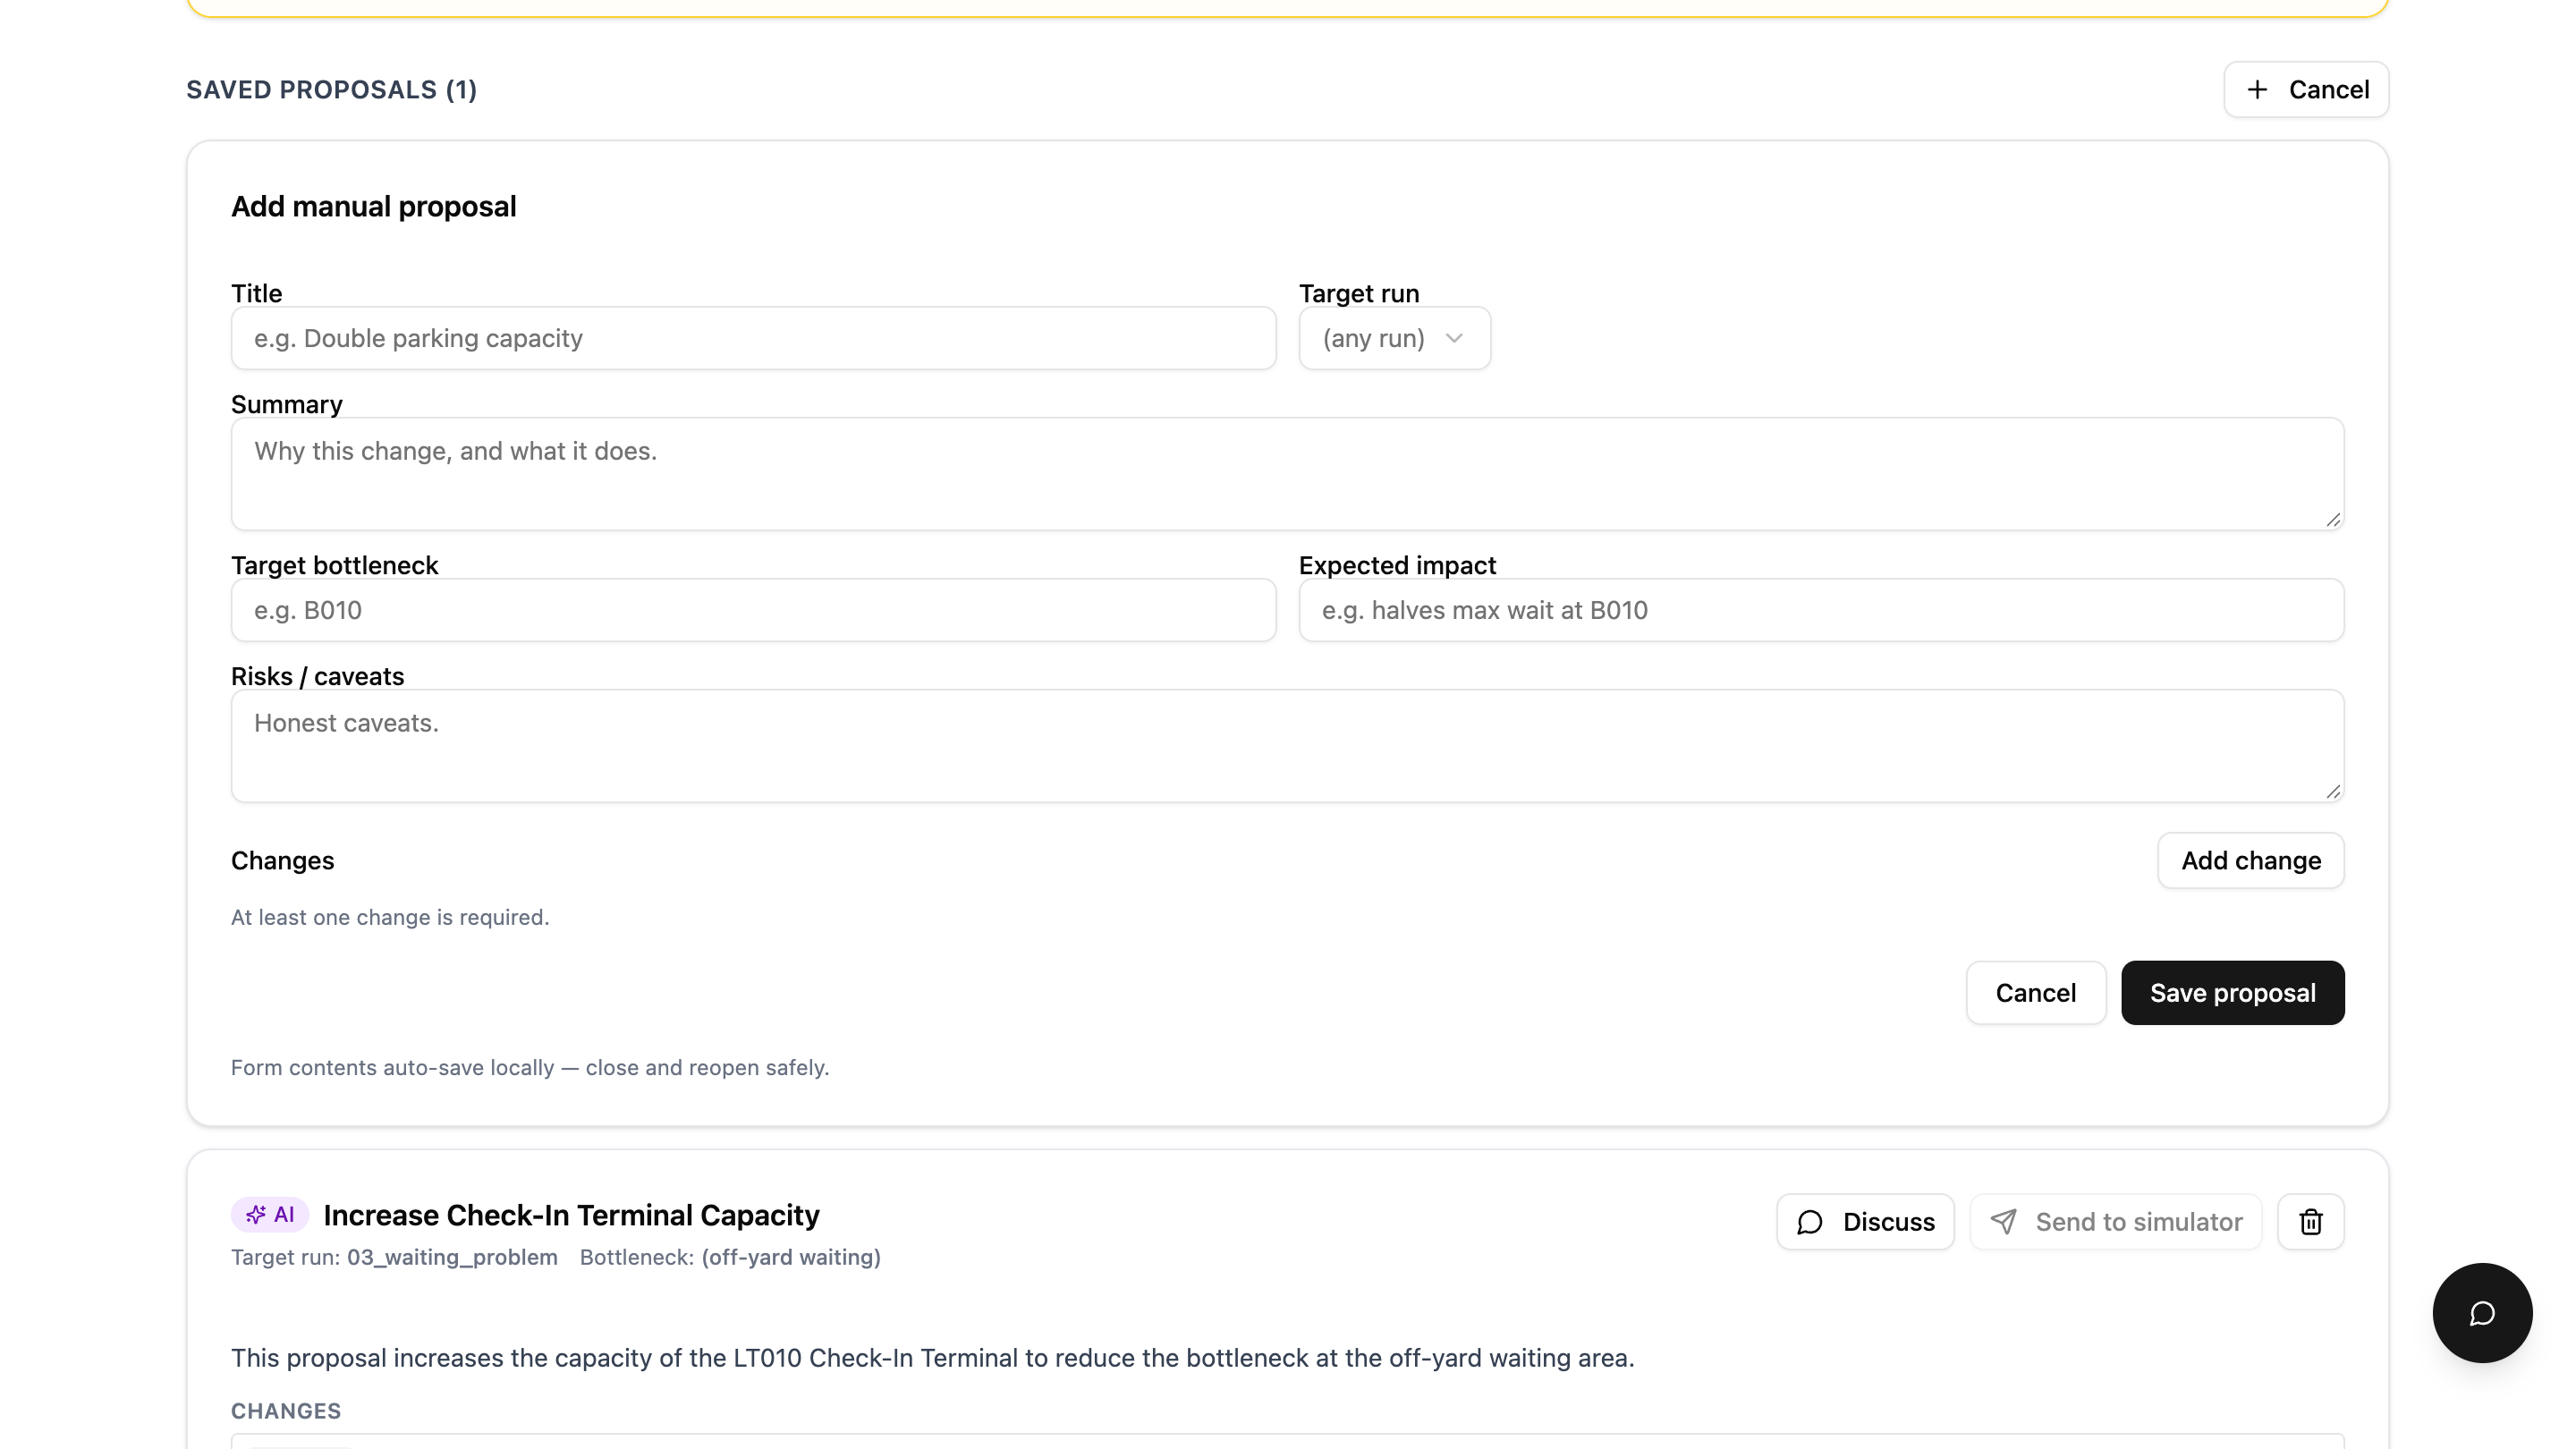 SAVED PROPOSALS (1)
Cancel
Add manual proposal
Title
Target run
e.g. Double parking capacity
(any run)
Summary
Why this change, and what it does.
Target bottleneck
Expected impact
e.g. B010
e.g. halves max wait at B010
Risks / caveats
Honest caveats.
Changes
Add change
At least one change is required.
Cancel
Save proposal
Form contents auto-save locally — close and reopen safely.
AI Increase Check-In Terminal Capacity
Discuss
Send to simulator
Target run: 03_waiting_problem Bottleneck: (off-yard waiting)
This proposal increases the capacity of the LT010 Check-In Terminal to reduce the bottleneck at the off-yard waiting area.
CHANGES